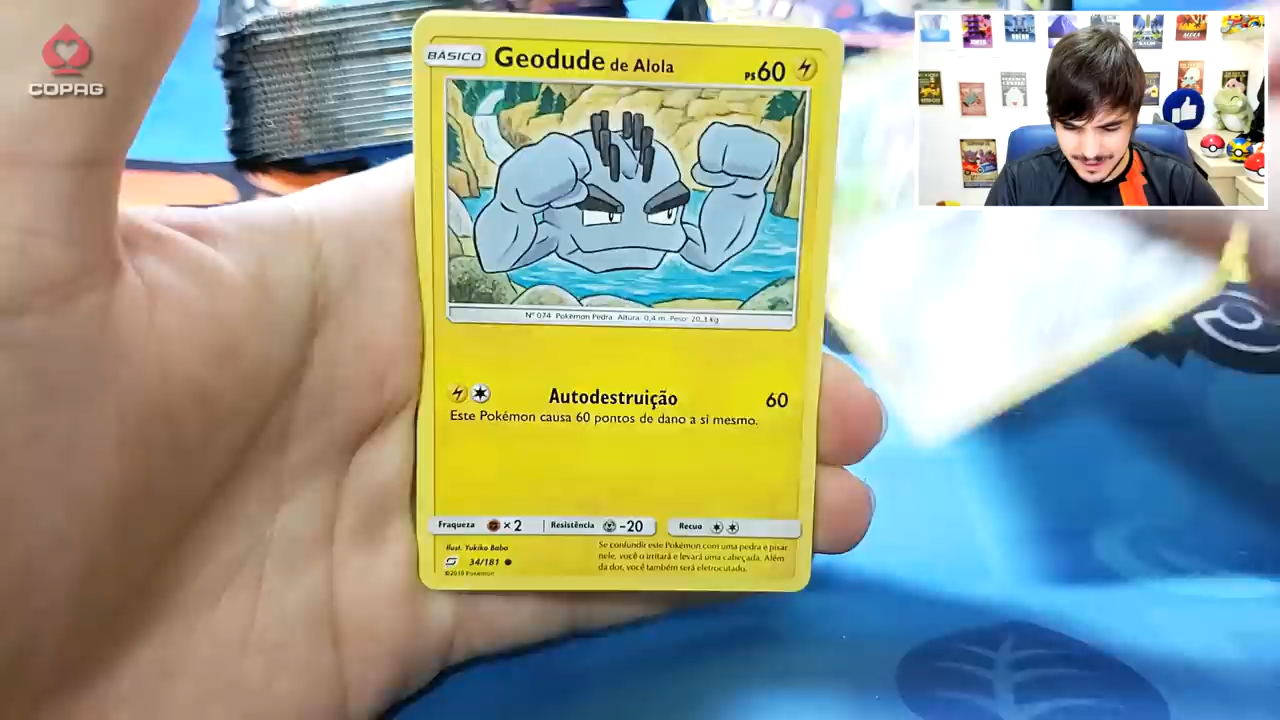 COPAG
BÁSICO Geodude de Alola PS60
Nº 074 Pokémon Pedra Altura: 0,4 m Peso: 20,3 kg
Autodestruição 60
Este Pokémon causa 60 pontos de dano a si mesmo.
Fraqueza ×2 Resistência -20 Recuo
Ilust. Yukiko Baba
34/181
©2019 Pokémon
Se confundir este Pokémon com uma pedra e pisar
nele, você o irritará e levará uma cabeçada. Além
da dor, você também será eletrocutado.